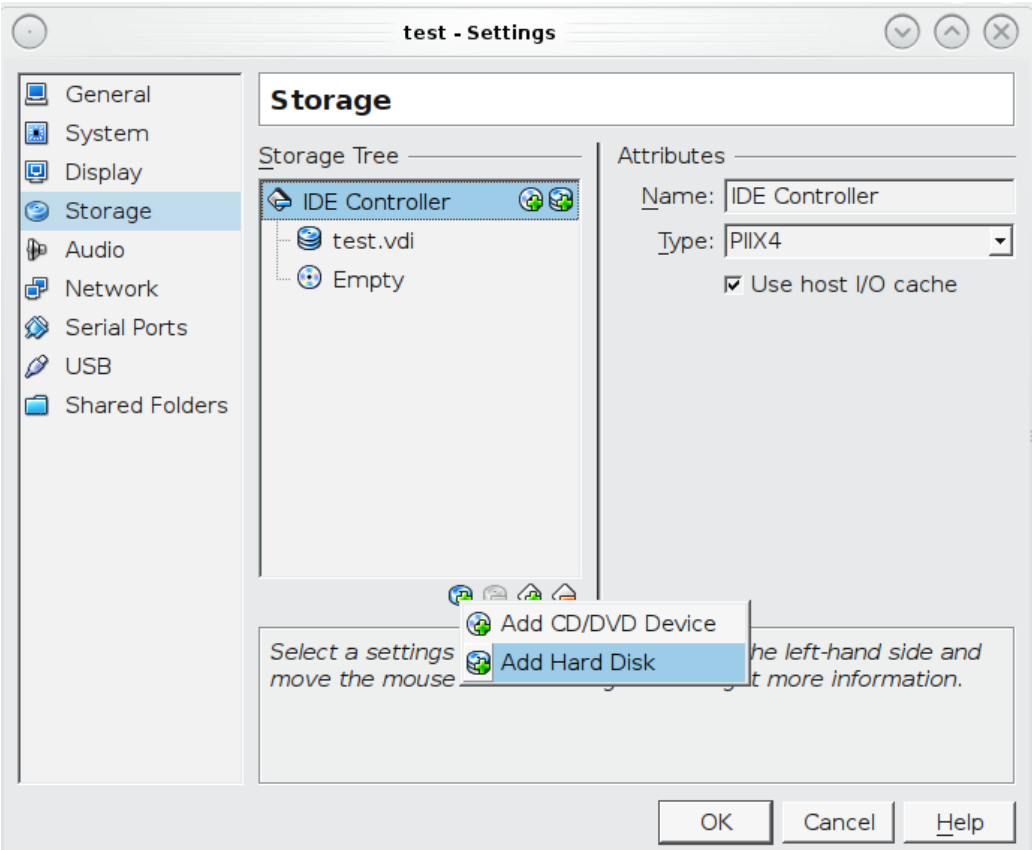 test - Settings
General
System
Display
Storage
Audio
Network
Serial Ports
USB
Shared Folders
Storage
Storage Tree
IDE Controller
test.vdi
Empty
Attributes
Name: IDE Controller
Type: PIIX4
Use host I/O cache
Add CD/DVD Device
Add Hard Disk
Select a settings he left-hand side and
move the mouse t more information.
OK Cancel Help